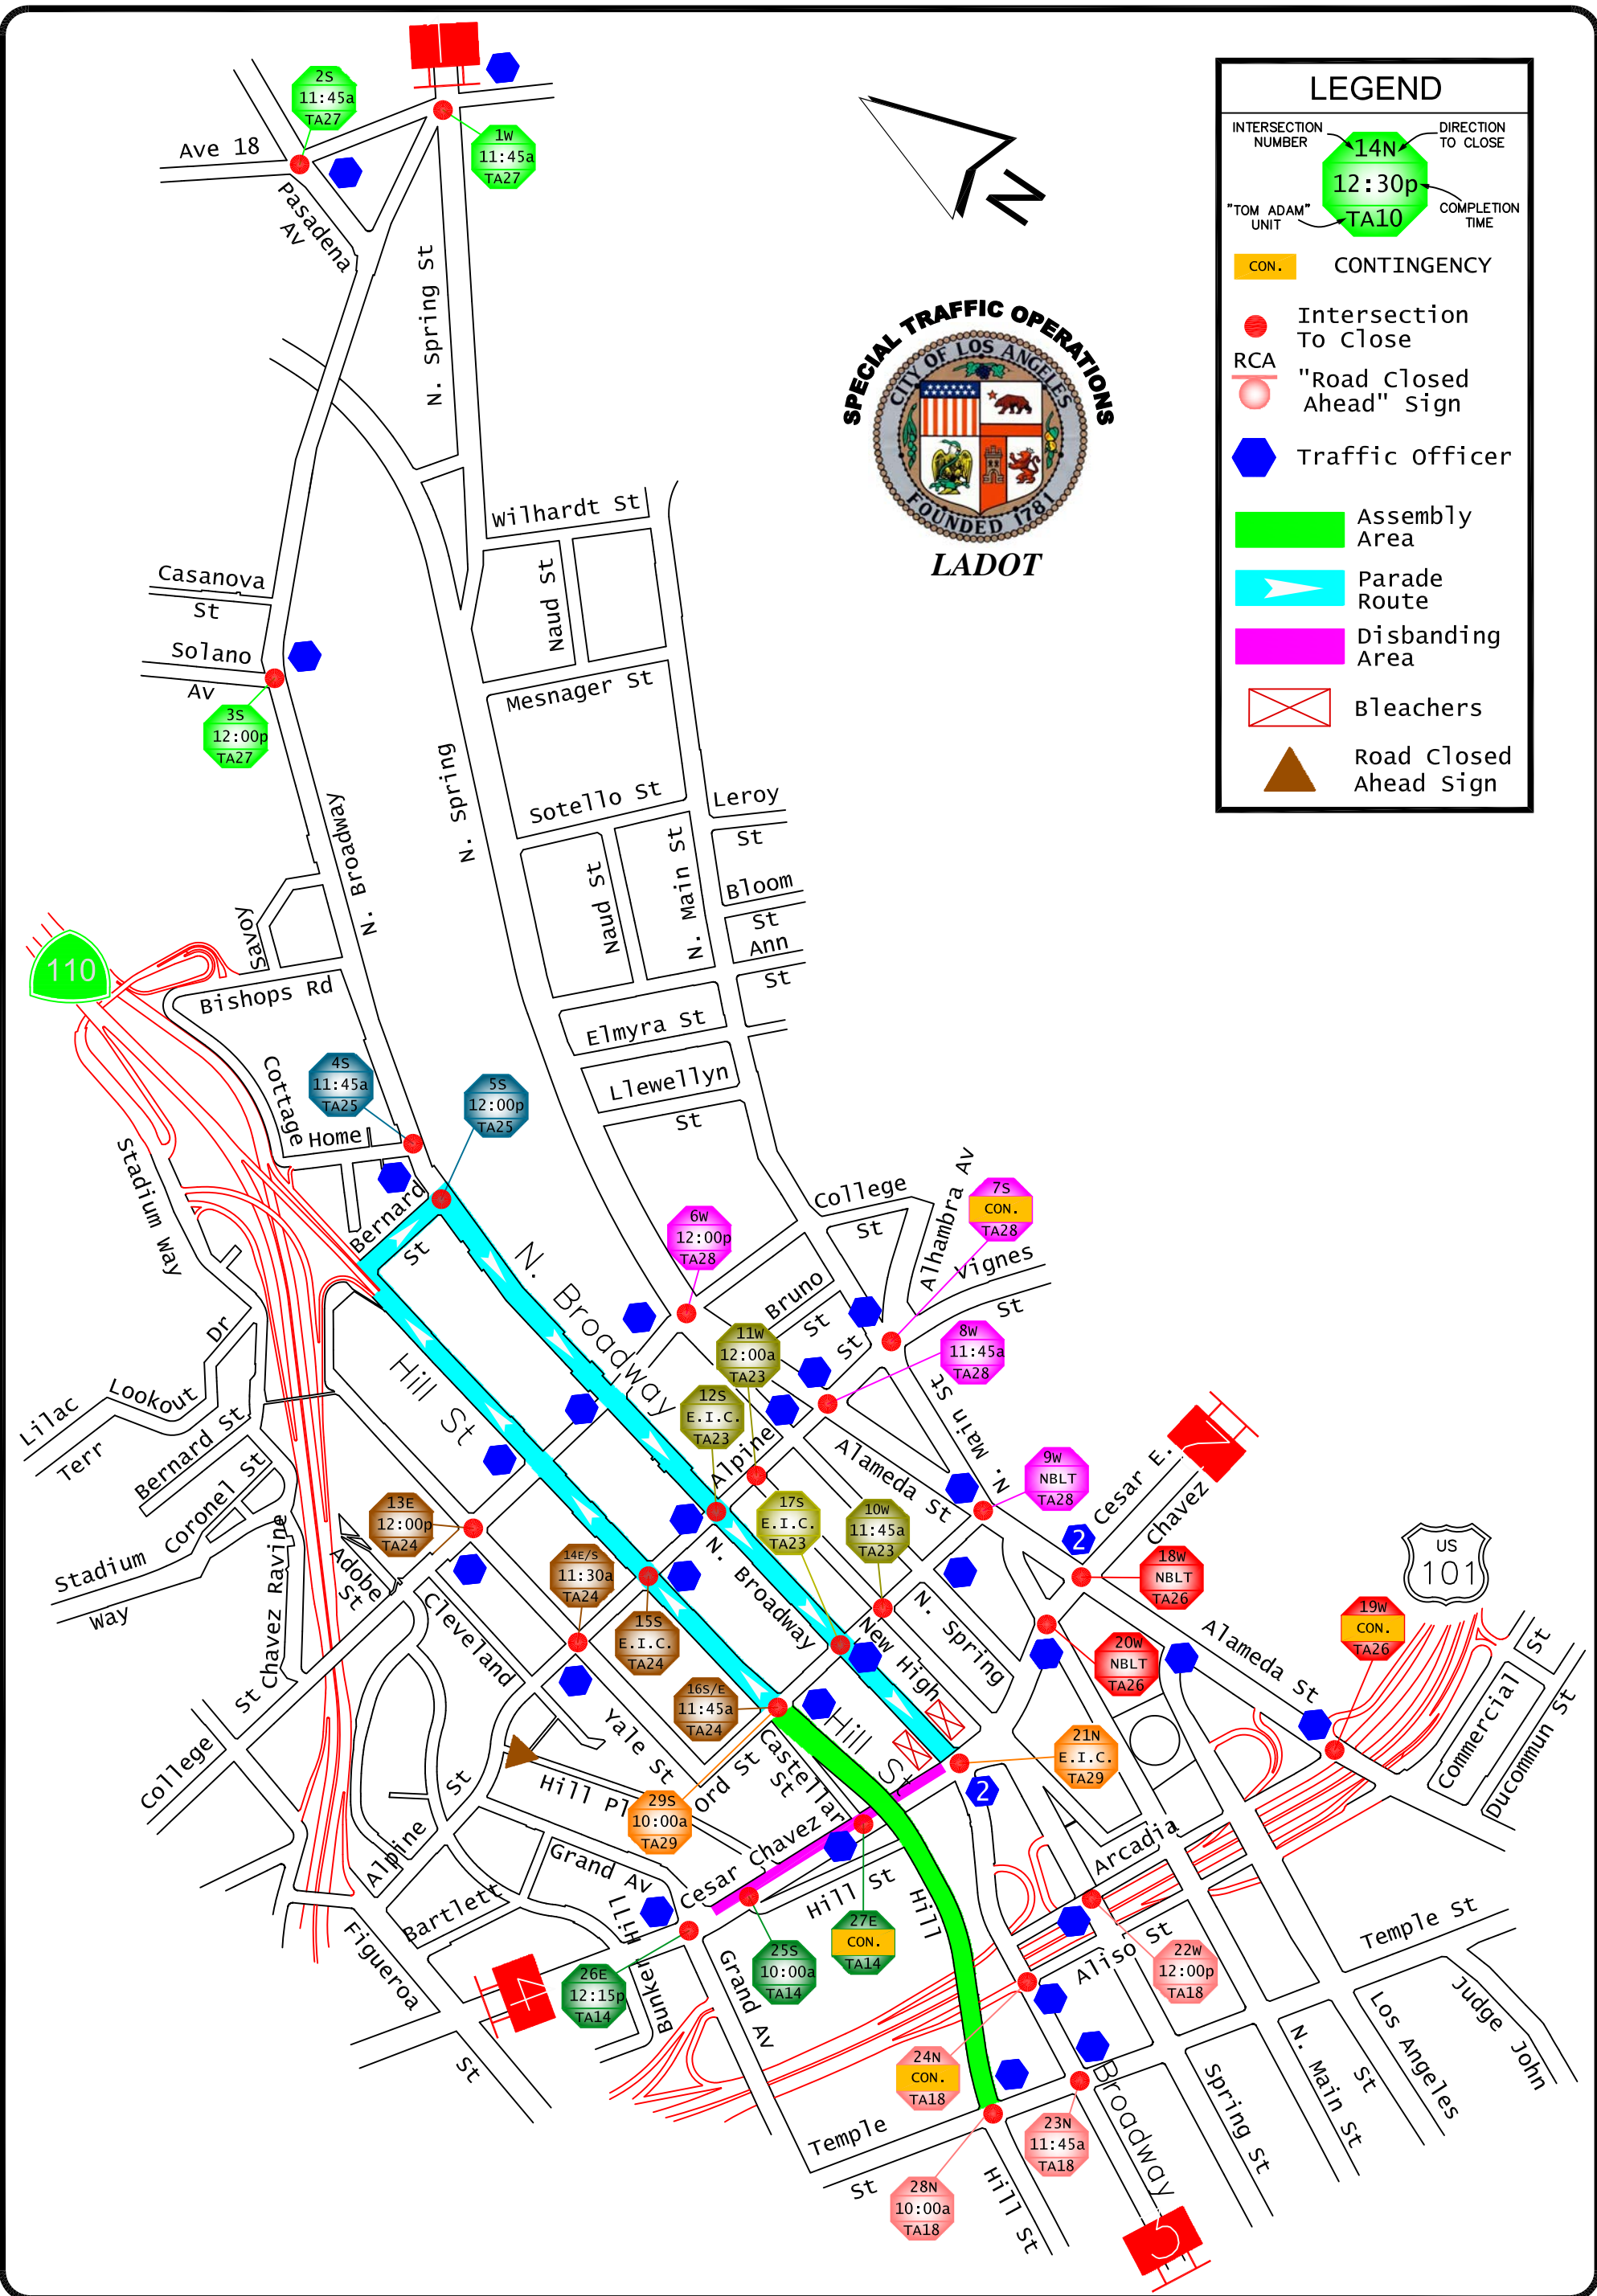 LEGEND
INTERSECTION
NUMBER
DIRECTION
TO CLOSE
14N
12:30p
TA10
"TOM ADAM"
UNIT
COMPLETION
TIME
CON.
CONTINGENCY
Intersection
To Close
RCA
"Road Closed
Ahead" Sign
Traffic Officer
Assembly
Area
Parade
Route
Disbanding
Area
Bleachers
Road Closed
Ahead Sign
N
SPECIAL TRAFFIC OPERATIONS
CITY OF LOS ANGELES
FOUNDED 1781
LADOT
1
2S
11:45a
TA27
1W
11:45a
TA27
Ave 18
Pasadena
Av
N. Spring St
Wilhardt St
Naud St
Casanova
St
Solano
Av
3S
12:00p
TA27
Mesnager St
N. Spring
N. Broadway
Sotello St
Leroy
St
Naud St
N. Main St
Bloom
St
Ann
St
Savoy
110
Bishops Rd
Elmyra St
Llewellyn
St
Cottage
Home
4S
11:45a
TA25
5S
12:00p
TA25
Stadium Way
Bernard
St
College
St
Alhambra Av
7S
CON.
TA28
Vignes
St
6W
12:00p
TA28
N. Broadway
Bruno
St
St
8W
11:45a
TA28
11W
12:00a
TA23
12S
E.I.C.
TA23
Alpine
Hill St
Lilac
Terr
Lookout
Dr
Bernard St
Coronel St
Stadium
Way
Chavez Ravine
Adobe
St
13E
12:00p
TA24
14E/S
11:30a
TA24
15S
E.I.C.
TA24
16S/E
11:45a
TA24
17S
E.I.C.
TA23
10W
11:45a
TA23
Alameda St
N. Main St
9W
NBLT
TA28
Cesar E.
Chavez
2
2
18W
NBLT
TA26
US
101
19W
CON.
TA26
20W
NBLT
TA26
Alameda St
N. Broadway
New High
N. Spring
Cleveland
Yale St
Hill St
Castellar
St
Ord St
Hill Pl
29S
10:00a
TA29
21N
E.I.C.
TA29
2
College
St
Alpine
St
Grand Av
Bartlett
Figueroa
St
Cesar Chavez
Hill St
Hill
Arcadia
Aliso St
Commercial
St
Ducommun St
Bunker
Hill
4
26E
12:15p
TA14
25S
10:00a
TA14
27E
CON.
TA14
Grand Av
22W
12:00p
TA18
24N
CON.
TA18
23N
11:45a
TA18
28N
10:00a
TA18
Temple
St
Hill St
Broadway
3
Spring St
N. Main St
Los Angeles
St
Temple St
Judge John